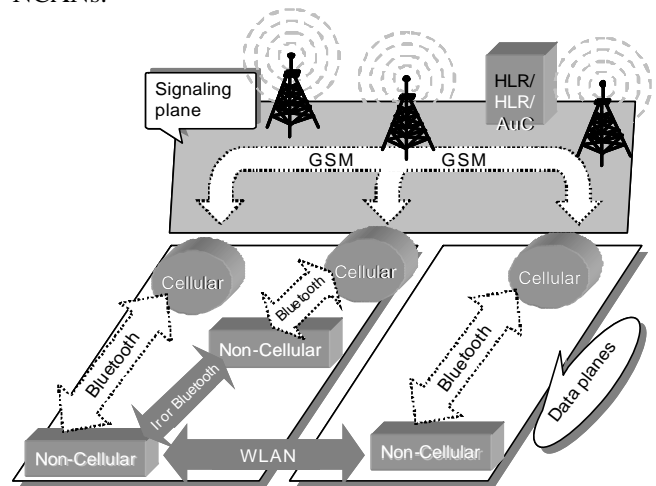 NCANs.
Signaling
plane
HLR/
HLR/
AuC
GSM
GSM
Cellular
Cellular
Cellular
Bluetooth
Bluetooth
Bluetooth
Non-Cellular
Ir or Bluetooth
Data planes
Non-Cellular
WLAN
Non-Cellular